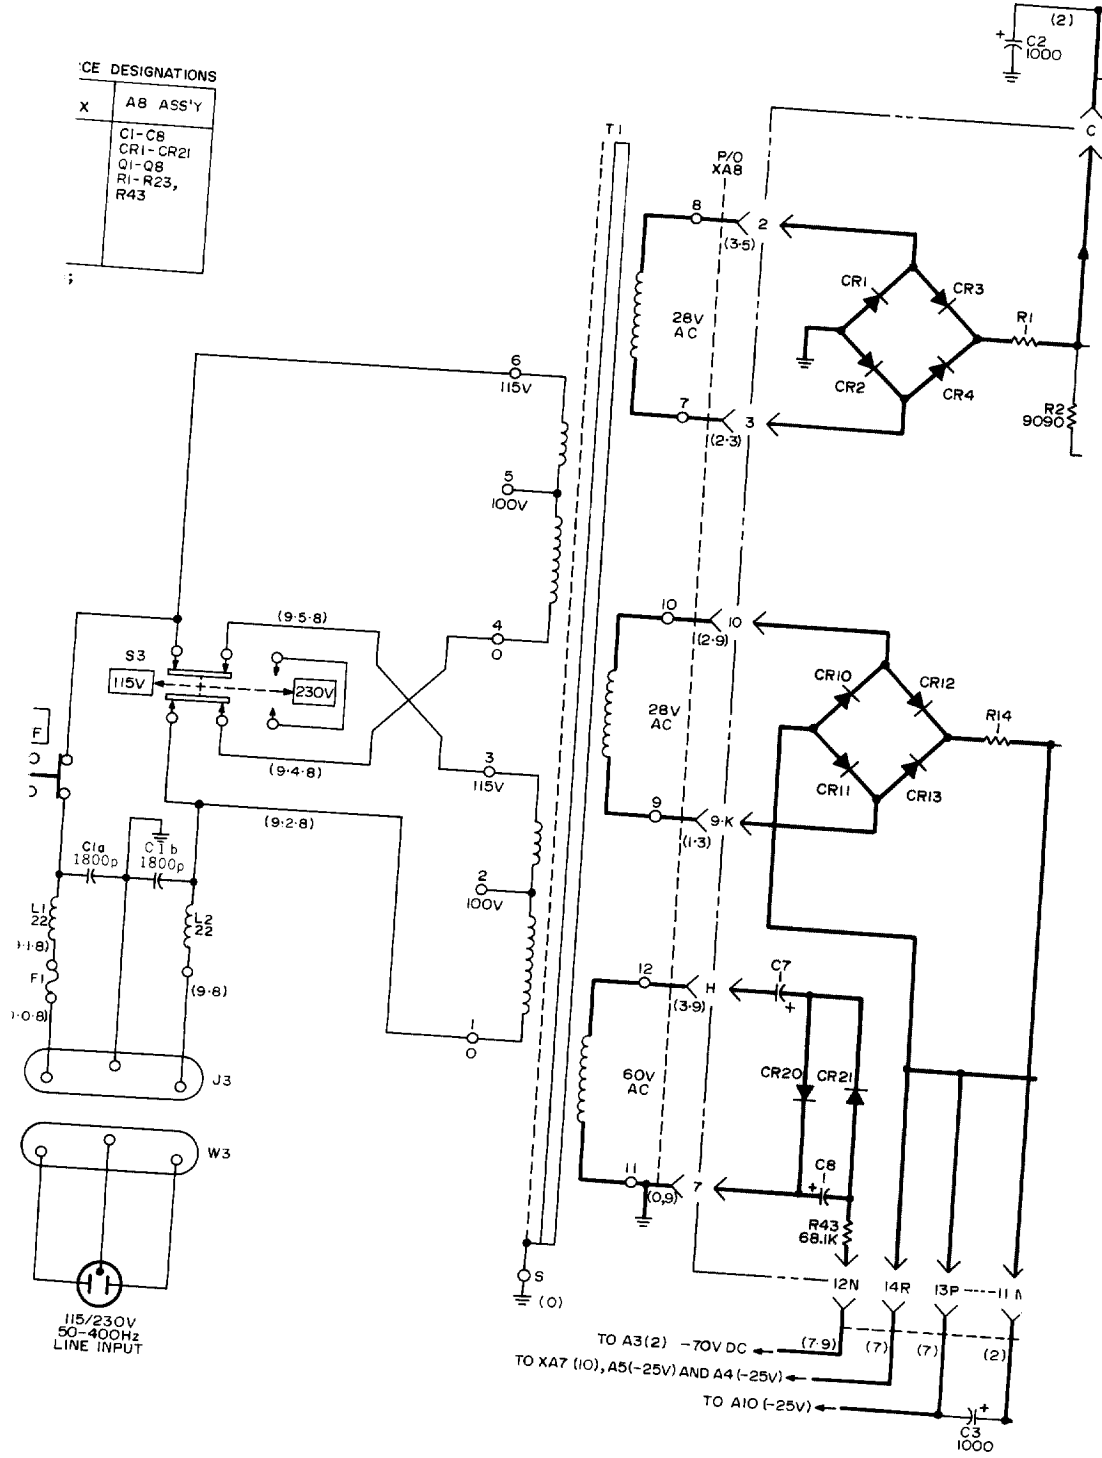 (2)
+
C2
1000
C
CE DESIGNATIONS
X
A8 ASS'Y
C1-C8
CR1-CR21
Q1-Q8
R1-R23,
R43
T1
P/O
XA8
8
2
(3·5)
28V
AC
7
3
(2·3)
CR1
CR3
CR2
CR4
R1
R2
9090
6
115V
5
100V
4
0
3
115V
2
100V
1
0
(9·5·8)
S3
115V
230V
(9·4·8)
(9·2·8)
F
C1a
1800p
C1b
1800p
L1
22
L2
22
F1
(9·8)
J3
W3
115/230V
50-400Hz
LINE INPUT
10
10
(2·9)
28V
AC
9
9·K
(1·3)
CR10
CR12
CR11
CR13
R14
12
H
(3·9)
C7
+
60V
AC
CR20
CR21
11
7
(0,9)
C8
+
R43
68.1K
S
(0)
12N
14R
13P
11
(7·9)
(7)
(7)
(2)
TO A3(2) -70V DC
TO XA7 (10), A5(-25V) AND A4(-25V)
TO A10(-25V)
+
C3
1000